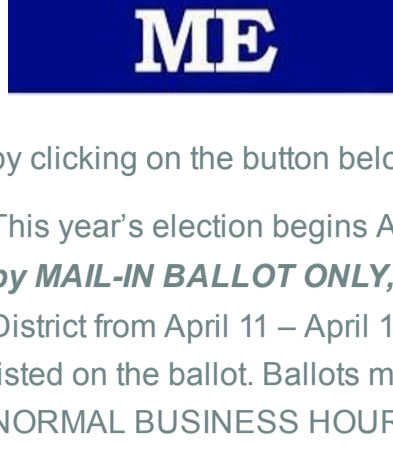 ME
by clicking on the button belo
This year's election begins A
by MAIL-IN BALLOT ONLY,
District from April 11 – April 1
listed on the ballot. Ballots m
NORMAL BUSINESS HOUR